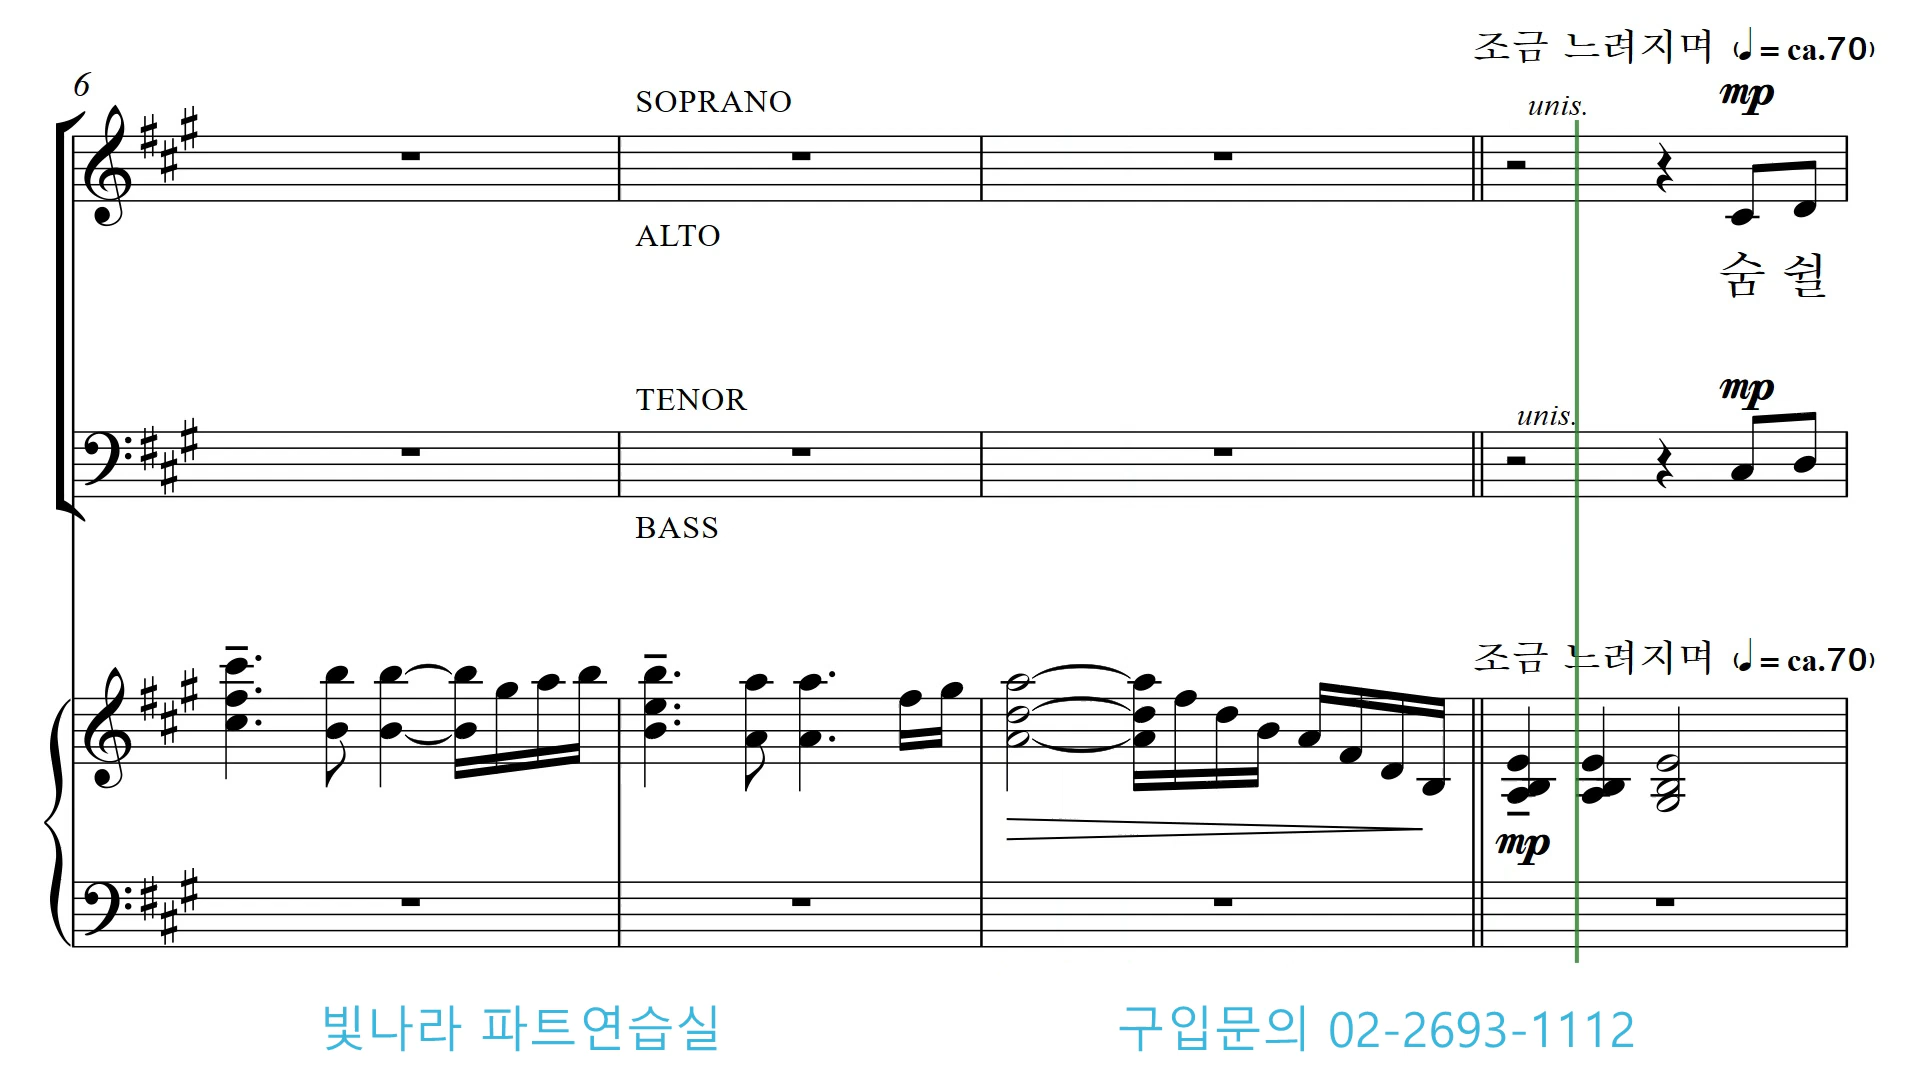 조금 느려지며 (♩= ca.70)
6
SOPRANO
unis.
mp
ALTO
숨 쉴
TENOR
unis.
mp
BASS
조금 느려지며 (♩= ca.70)
mp
빛나라 파트연습실
구입문의 02-2693-1112